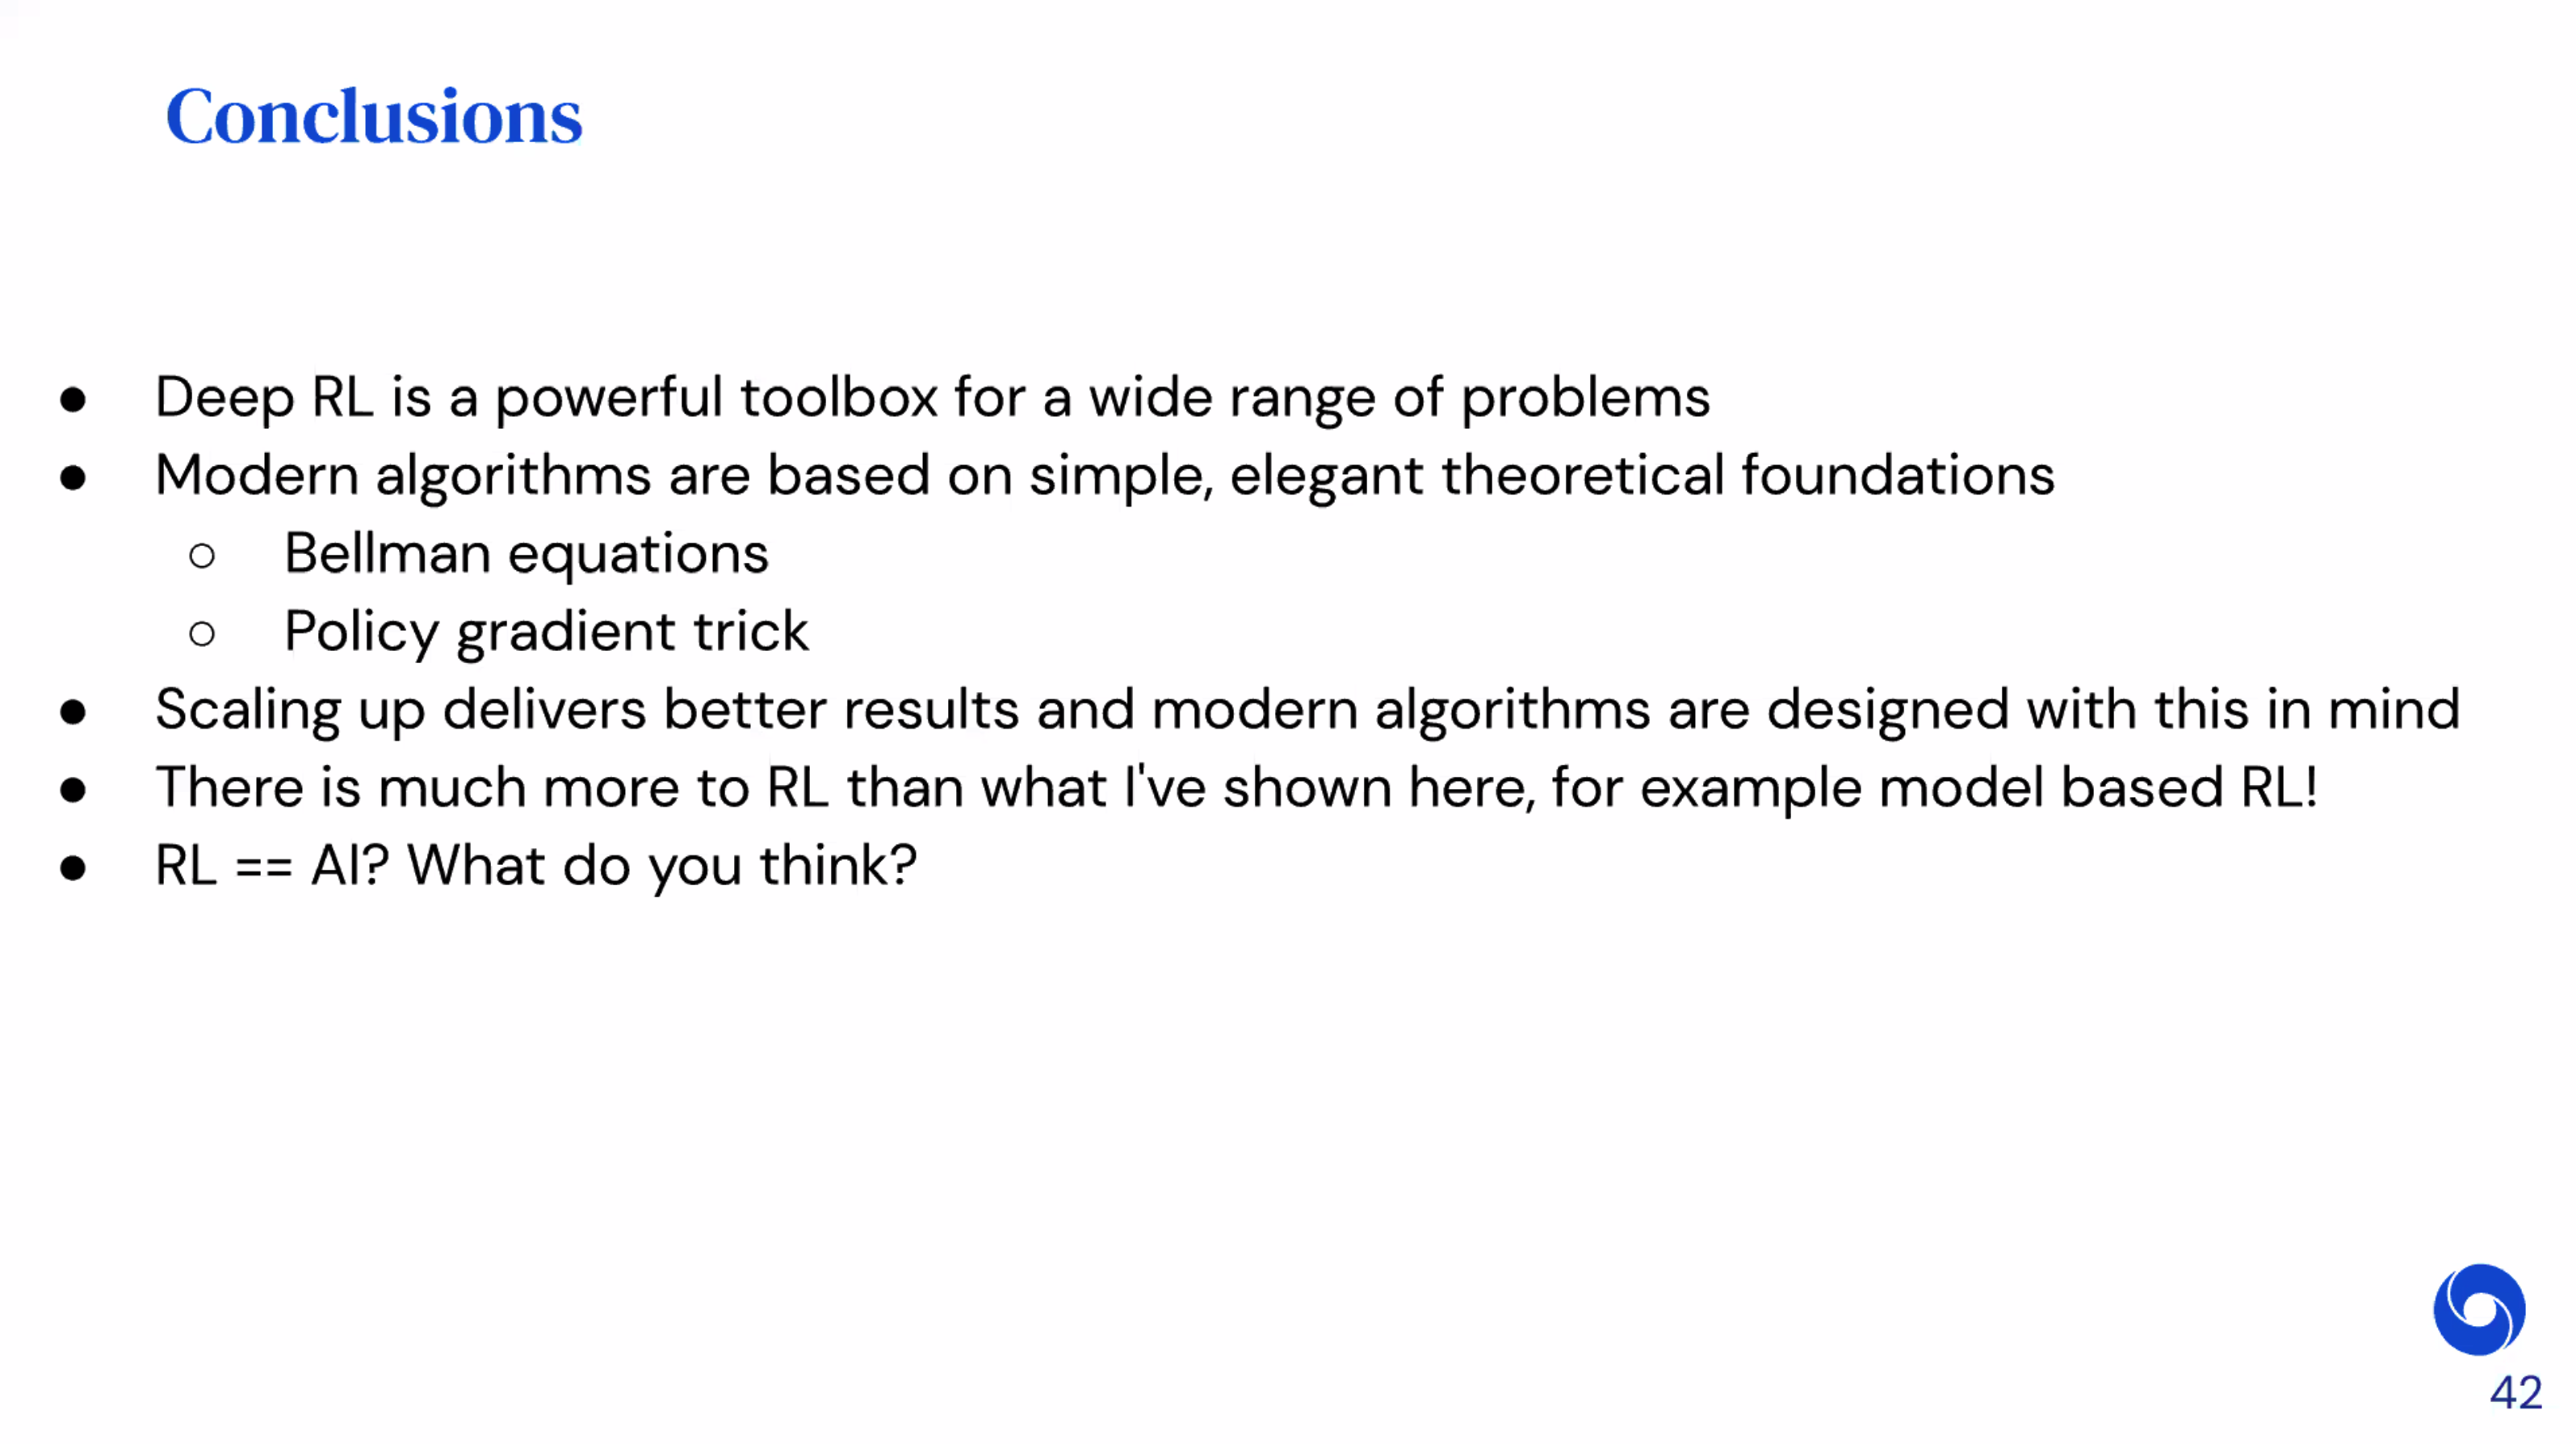 Conclusions
● Deep RL is a powerful toolbox for a wide range of problems
● Modern algorithms are based on simple, elegant theoretical foundations
○ Bellman equations
○ Policy gradient trick
● Scaling up delivers better results and modern algorithms are designed with this in mind
● There is much more to RL than what I've shown here, for example model based RL!
● RL == AI? What do you think?
42